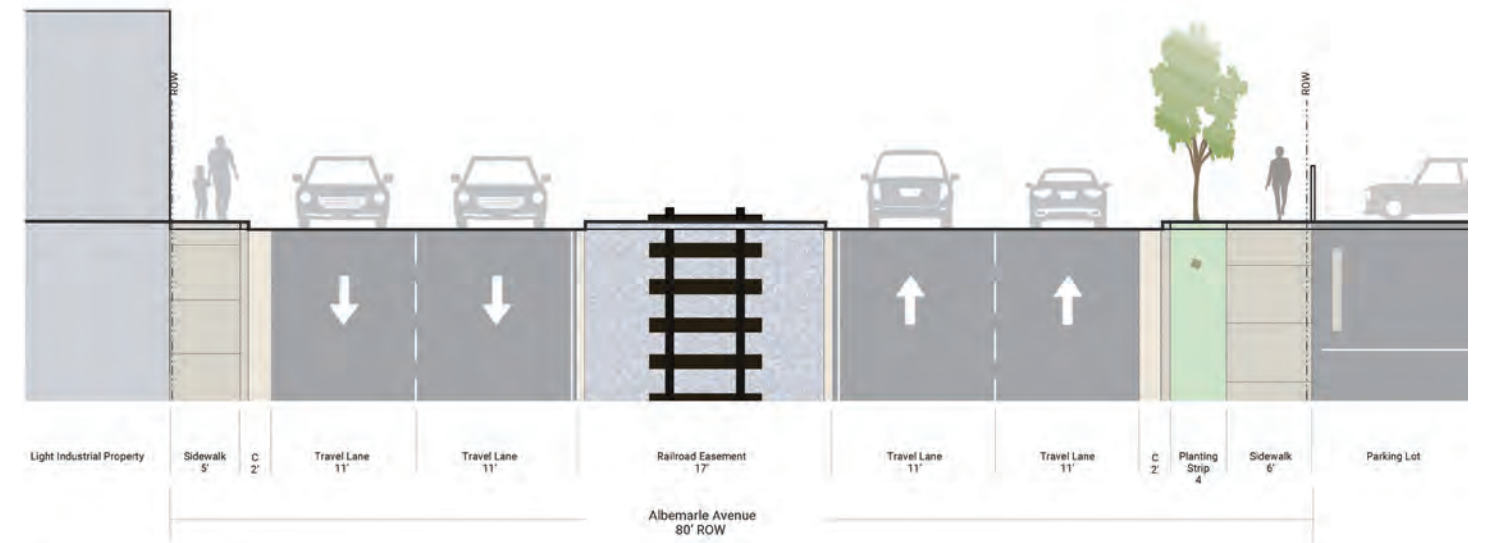 ROW
ROW
Light Industrial Property
Sidewalk
5'
C
2'
Travel Lane
11'
Travel Lane
11'
Railroad Easement
17'
Travel Lane
11'
Travel Lane
11'
C
2'
Planting
Strip
4
Sidewalk
6'
Parking Lot
Albemarle Avenue
80' ROW